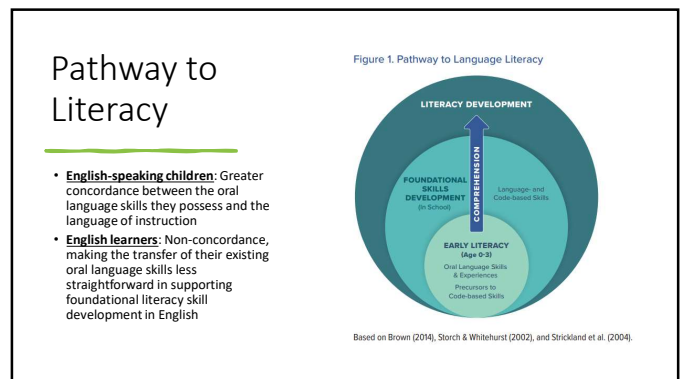 Pathway to
Literacy
• English-speaking children: Greater
concordance between the oral
language skills they possess and the
language of instruction
• English learners: Non-concordance,
making the transfer of their existing
oral language skills less
straightforward in supporting
foundational literacy skill
development in English
Figure 1. Pathway to Language Literacy
LITERACY DEVELOPMENT
COMPREHENSION
FOUNDATIONAL
SKILLS
DEVELOPMENT
(In School)
Language- and
Code-based Skills
EARLY LITERACY
(Age 0-3)
Oral Language Skills
& Experiences
Precursors to
Code-based Skills
Based on Brown (2014), Storch & Whitehurst (2002), and Strickland et al. (2004).